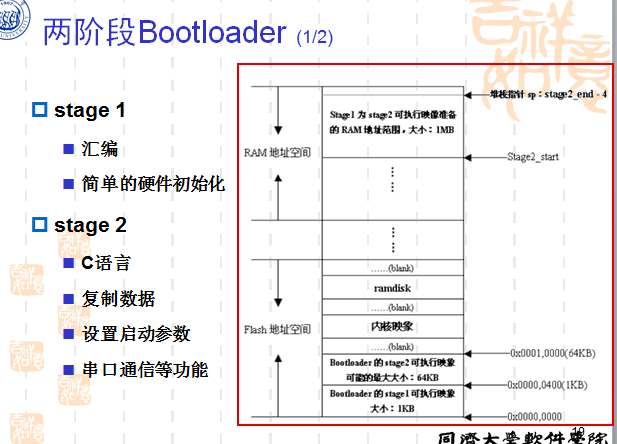 两阶段Bootloader (1/2)
stage 1
汇编
简单的硬件初始化
stage 2
C语言
复制数据
设置启动参数
串口通信等功能
堆栈指针 sp：stage2_end - 4
Stage1 为 stage2 可执行映像准备
的 RAM 地址范围，大小：1MB
RAM 地址空间
Stage2_start
……(blank)
ramdisk
……(blank)
Flash 地址空间
内核映象
……(blank)
0x0001,0000(64KB)
Bootloader 的 stage2 可执行映象
可能的最大大小：64KB
0x0000,0400(1KB)
Bootloader 的 stage1 可执行映象
大小：1KB
0x0000,0000
19
同濟大學軟件學院